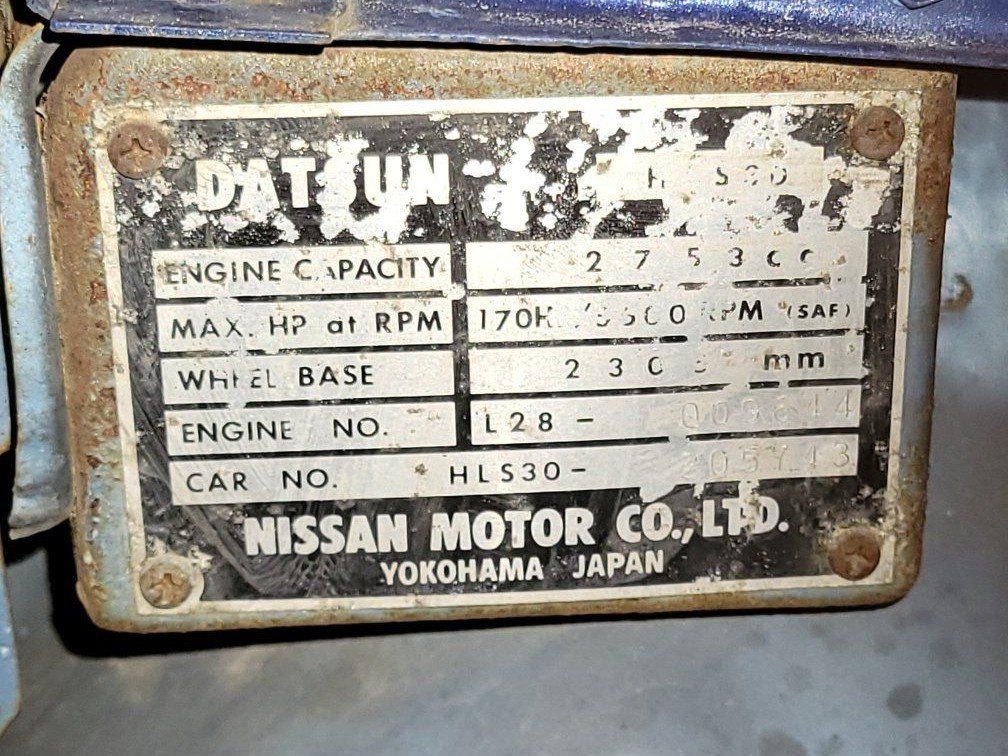 DATSUN
ENGINE CAPACITY 2753cc
MAX. HP at RPM RPM (SAE)
WHEEL BASE mm
ENGINE NO. L28-
CAR NO. HLS30-
NISSAN MOTOR CO., LTD.
YOKOHAMA JAPAN